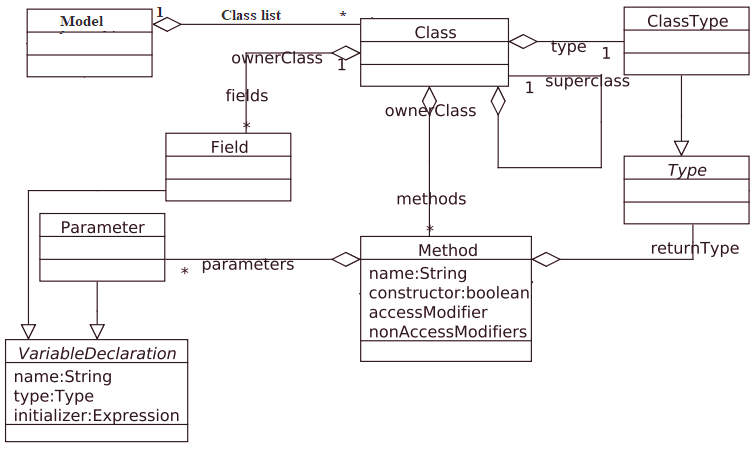 Model
1
Class list
*
Class
ClassType
type
1
ownerClass
1
superclass
1
fields
*
ownerClass
Field
Type
methods
*
Parameter
returnType
Method
name:String
constructor:boolean
accessModifier
nonAccessModifiers
* parameters
VariableDeclaration
name:String
type:Type
initializer:Expression